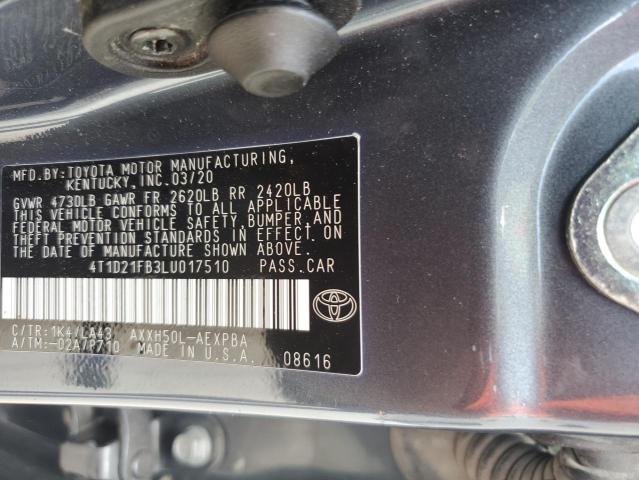 MFD.BY:TOYOTA MOTOR MANUFACTURING,
KENTUCKY,INC.03/20
GVWR 4730LB GAWR FR 2620LB RR 2420LB
THIS VEHICLE CONFORMS TO ALL APPLICABLE
FEDERAL MOTOR VEHICLE SAFETY,BUMPER,AND
THEFT PREVENTION STANDARDS IN EFFECT ON
THE DATE OF MANUFACTURE SHOWN ABOVE.
4T1D21FB3LU017510 PASS.CAR
C/TR:1K4/LA43 AXXH50L-AEXPBA
A/TM:-02A/P710 MADE IN U.S.A. 08616